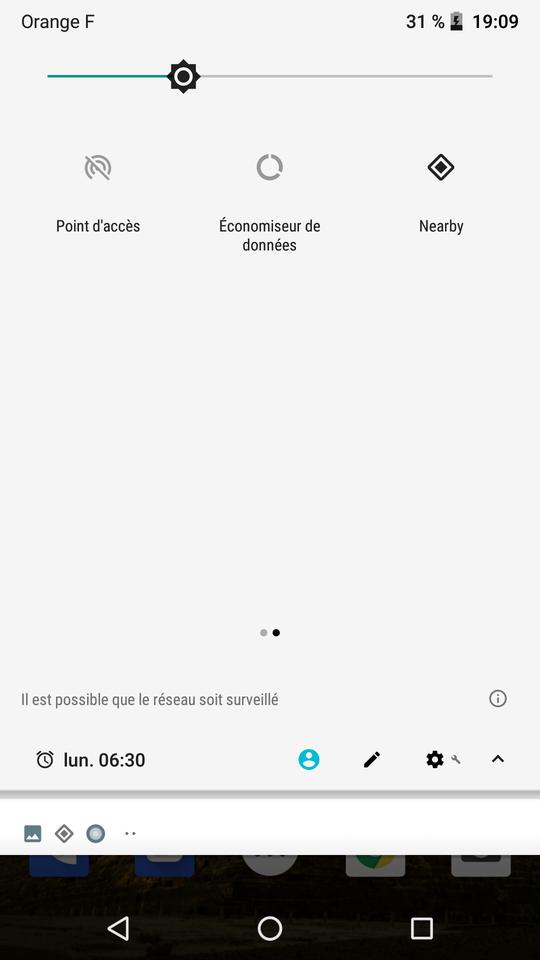 Orange F
31 % 19:09
Point d'accès
Économiseur de
données
Nearby
Il est possible que le réseau soit surveillé
lun. 06:30